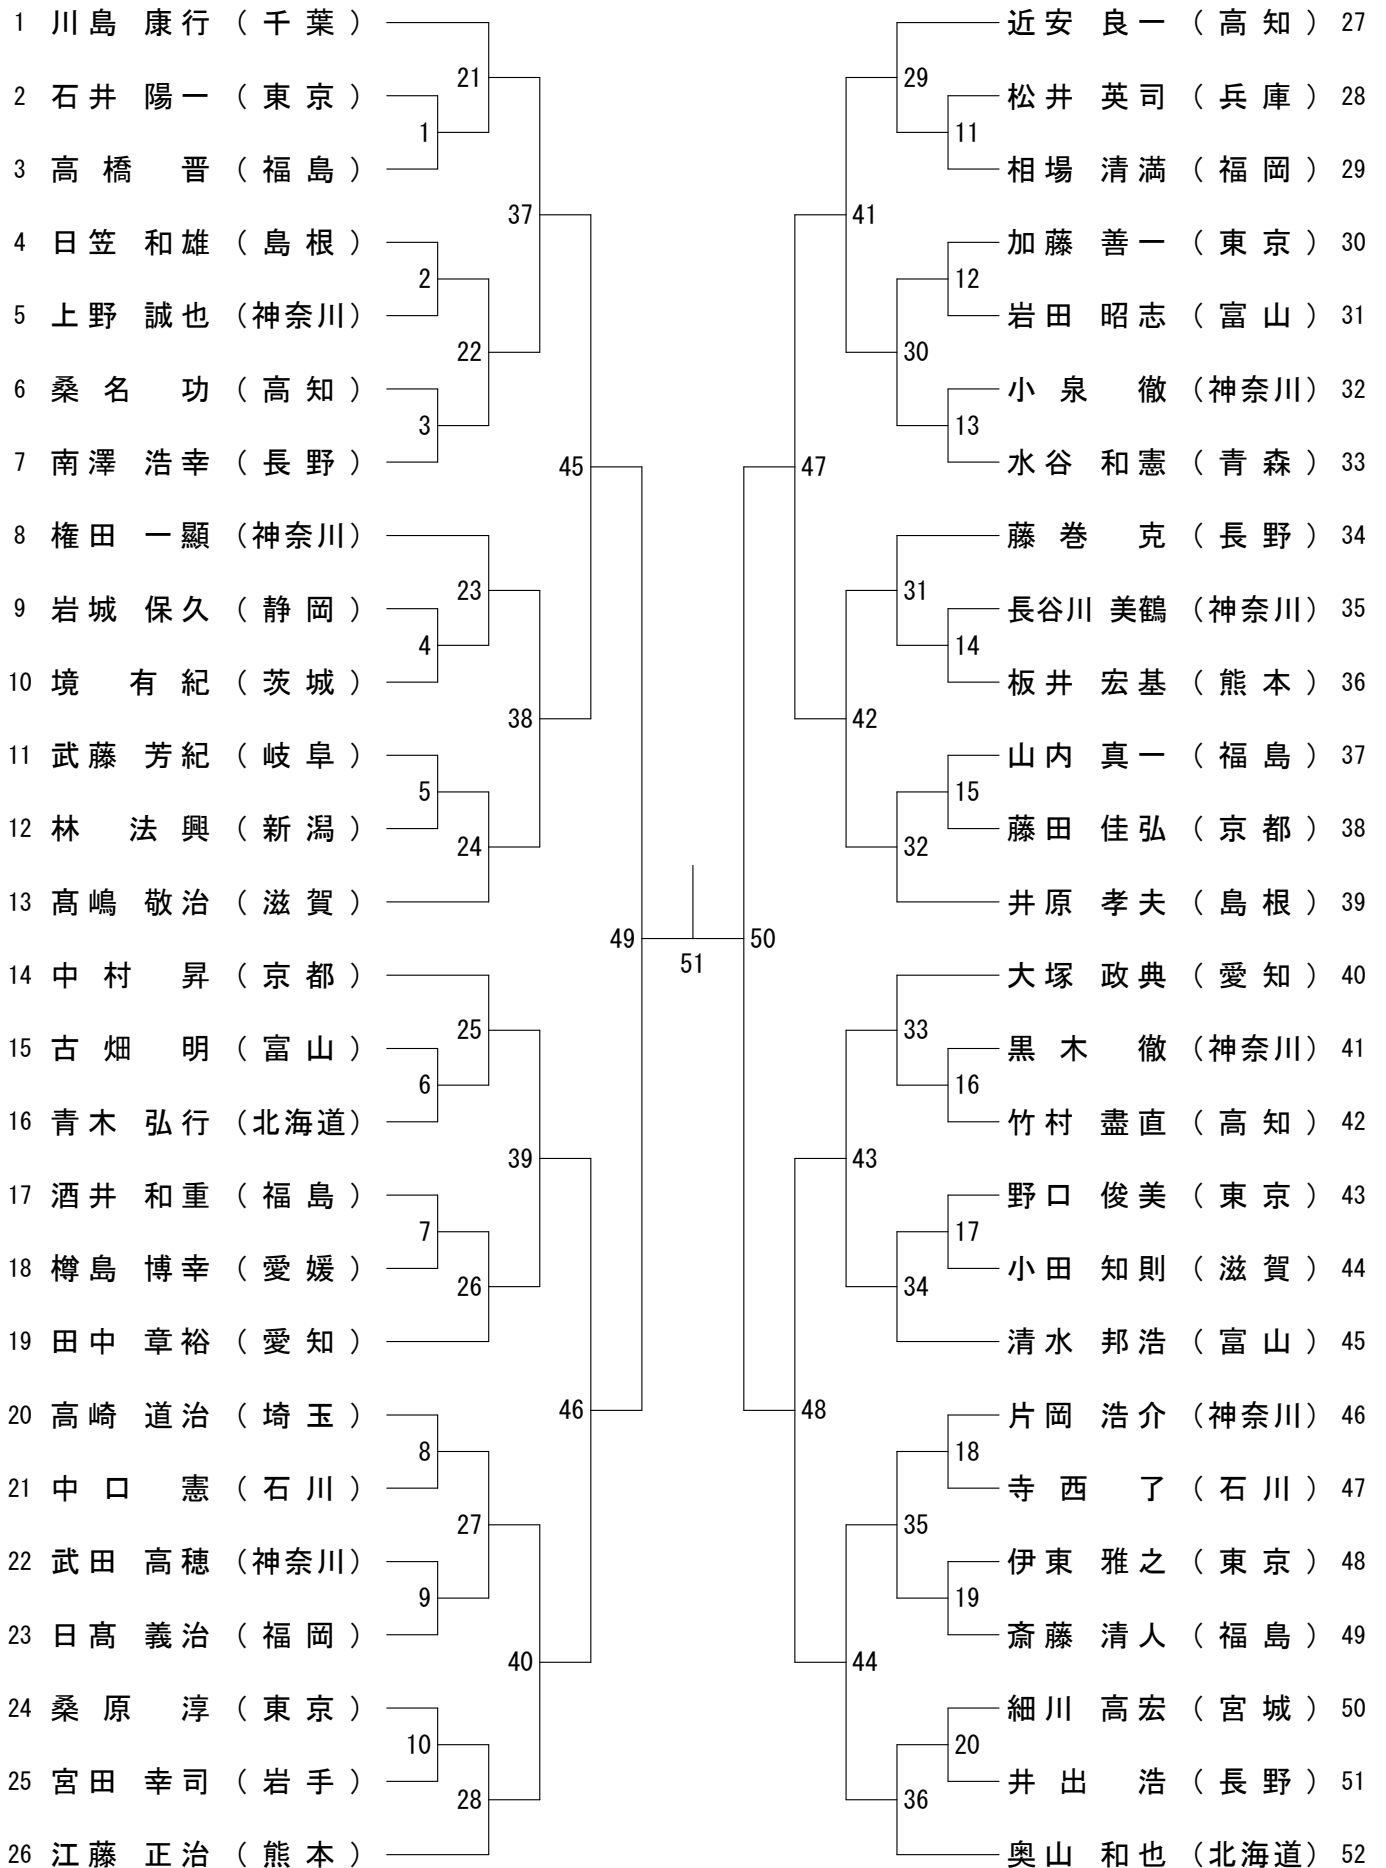 1 川島 康行 (千葉)
2 石井 陽一 (東京)
3 高橋 晋 (福島)
4 日笠 和雄 (島根)
5 上野 誠也 (神奈川)
6 桑名 功 (高知)
7 南澤 浩幸 (長野)
8 権田 一顯 (神奈川)
9 岩城 保久 (静岡)
10 境 有紀 (茨城)
11 武藤 芳紀 (岐阜)
12 林 法興 (新潟)
13 髙嶋 敬治 (滋賀)
14 中村 昇 (京都)
15 古畑 明 (富山)
16 青木 弘行 (北海道)
17 酒井 和重 (福島)
18 樽島 博幸 (愛媛)
19 田中 章裕 (愛知)
20 高崎 道治 (埼玉)
21 中口 憲 (石川)
22 武田 高穂 (神奈川)
23 日髙 義治 (福岡)
24 桑原 淳 (東京)
25 宮田 幸司 (岩手)
26 江藤 正治 (熊本)
1
2
3
4
5
6
7
8
9
10
21
22
23
24
25
26
27
28
37
38
39
40
45
46
49
51
50
47
48
41
42
43
44
29
30
31
32
33
34
35
36
11
12
13
14
15
16
17
18
19
20
近安 良一 (高知) 27
松井 英司 (兵庫) 28
相場 清満 (福岡) 29
加藤 善一 (東京) 30
岩田 昭志 (富山) 31
小泉 徹 (神奈川) 32
水谷 和憲 (青森) 33
藤巻 克 (長野) 34
長谷川 美鶴 (神奈川) 35
板井 宏基 (熊本) 36
山内 真一 (福島) 37
藤田 佳弘 (京都) 38
井原 孝夫 (島根) 39
大塚 政典 (愛知) 40
黒木 徹 (神奈川) 41
竹村 盡直 (高知) 42
野口 俊美 (東京) 43
小田 知則 (滋賀) 44
清水 邦浩 (富山) 45
片岡 浩介 (神奈川) 46
寺西 了 (石川) 47
伊東 雅之 (東京) 48
斎藤 清人 (福島) 49
細川 高宏 (宮城) 50
井出 浩 (長野) 51
奥山 和也 (北海道) 52